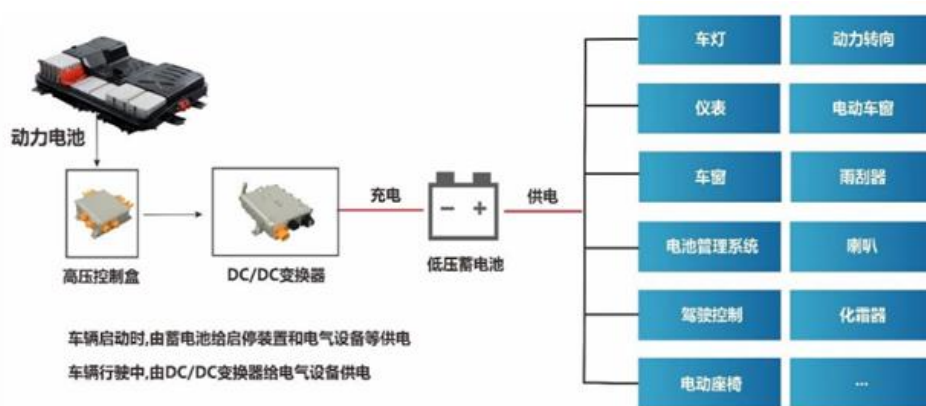 动力电池
高压控制盒
DC/DC变换器
充电
低压蓄电池
供电
车灯 动力转向
仪表 电动车窗
车窗 雨刮器
电池管理系统 喇叭
驾驶控制 化霜器
电动座椅 ...
车辆启动时,由蓄电池给启停装置和电气设备等供电
车辆行驶中,由DC/DC变换器给电气设备供电